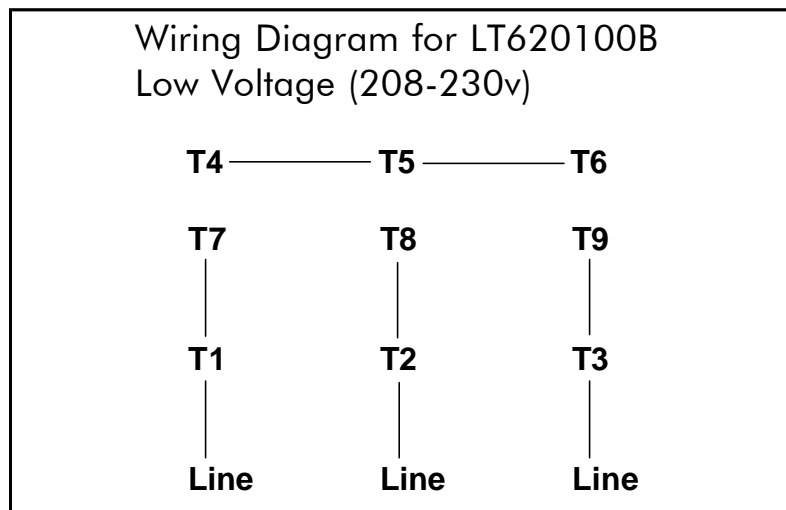 Wiring Diagram for LT620100B
Low Voltage (208-230v)
T4 T5 T6
T7 T8 T9
T1 T2 T3
Line Line Line